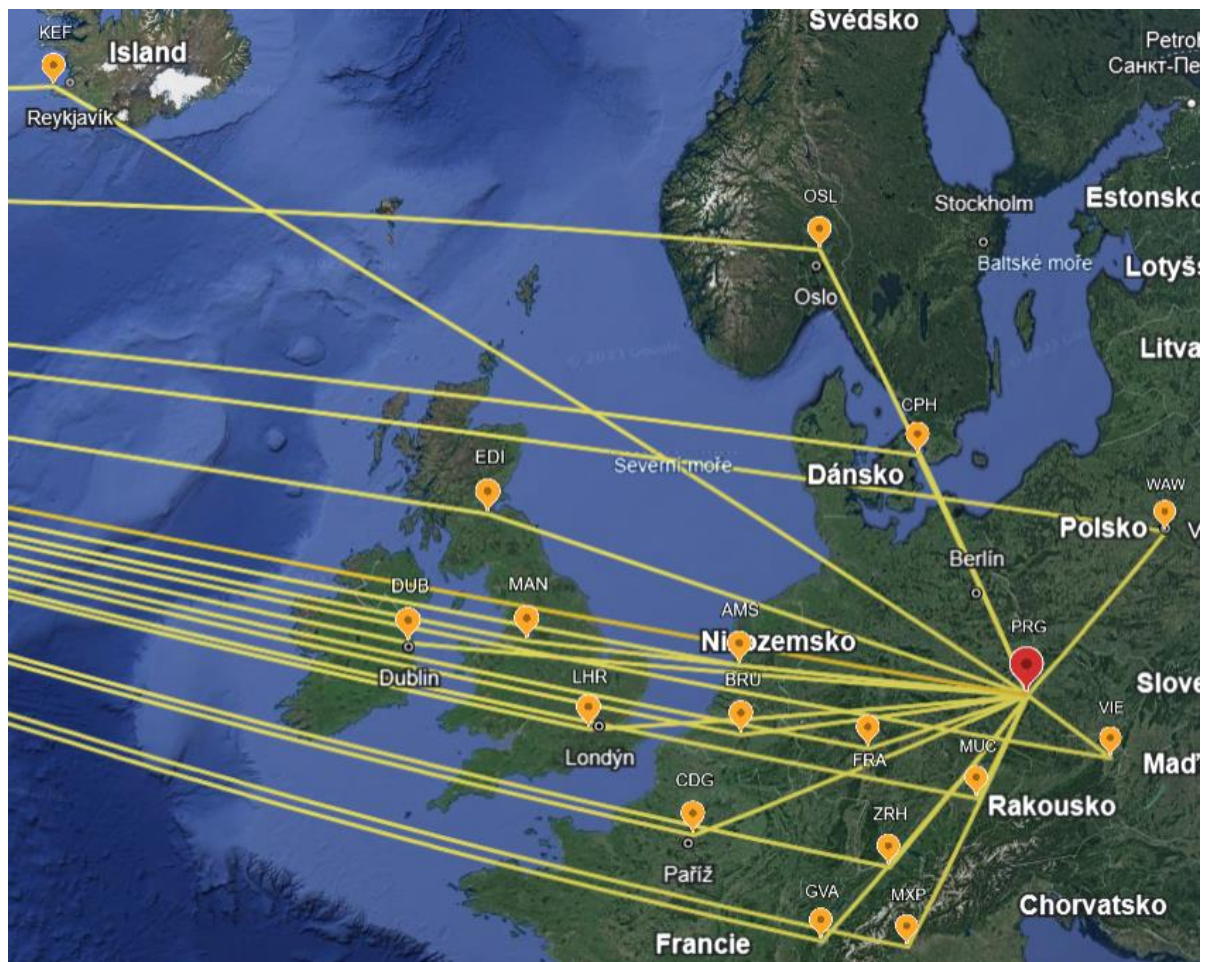 Švédsko
KEF
Island
Petrol
Санкт-Пе
Reykjavík
OSL
Stockholm
Estonsko
Baltské moře
Lotyšs
Oslo
Litva
CPH
EDI
Severní moře
Dánsko
WAW
Polsko
V
Berlín
DUB
MAN
AMS
PRG
Nizozemsko
Dublin
LHR
BRU
Slove
VIE
Londýn
FRA
MUC
Maď
CDG
Rakousko
ZRH
Paříž
GVA
MXP
Chorvatsko
Francie